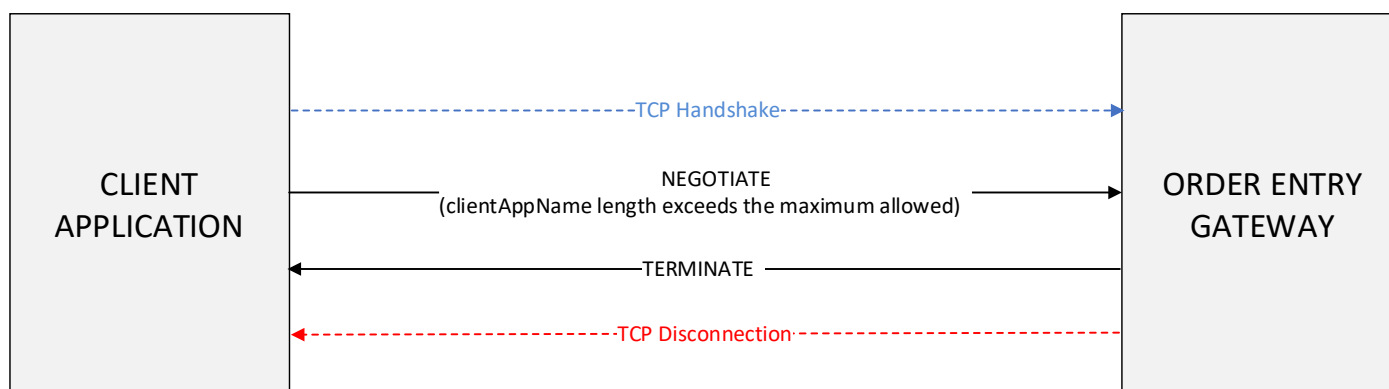 TCP Handshake
CLIENT
APPLICATION
NEGOTIATE
(clientAppName length exceeds the maximum allowed)
ORDER ENTRY
GATEWAY
TERMINATE
TCP Disconnection